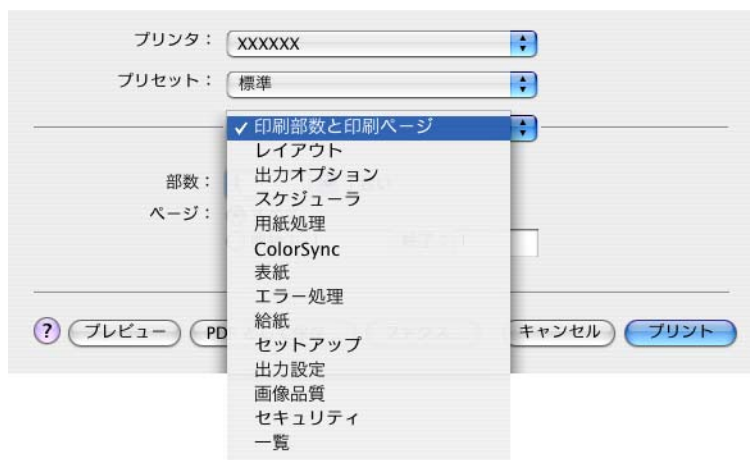 プリンタ： XXXXXX
プリセット： 標準
✓ 印刷部数と印刷ページ
レイアウト
出力オプション
部数：
スケジューラ
ページ：
用紙処理
ColorSync
表紙
エラー処理
給紙
? プレビュー PD キャンセル プリント
セットアップ
出力設定
画像品質
セキュリティ
一覧